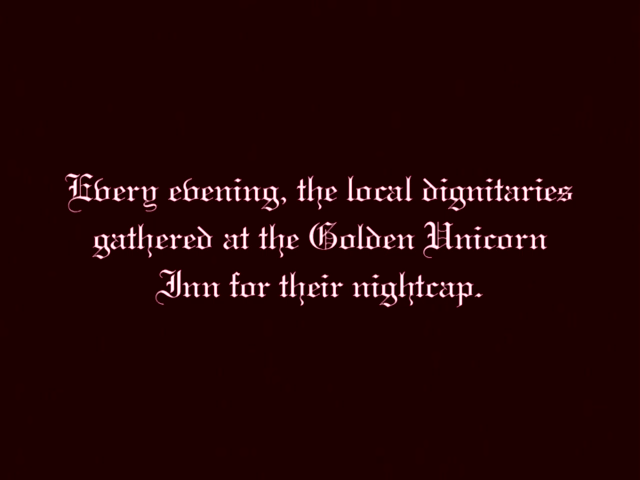 Every evening, the local dignitaries
gathered at the Golden Unicorn
Inn for their nightcap.